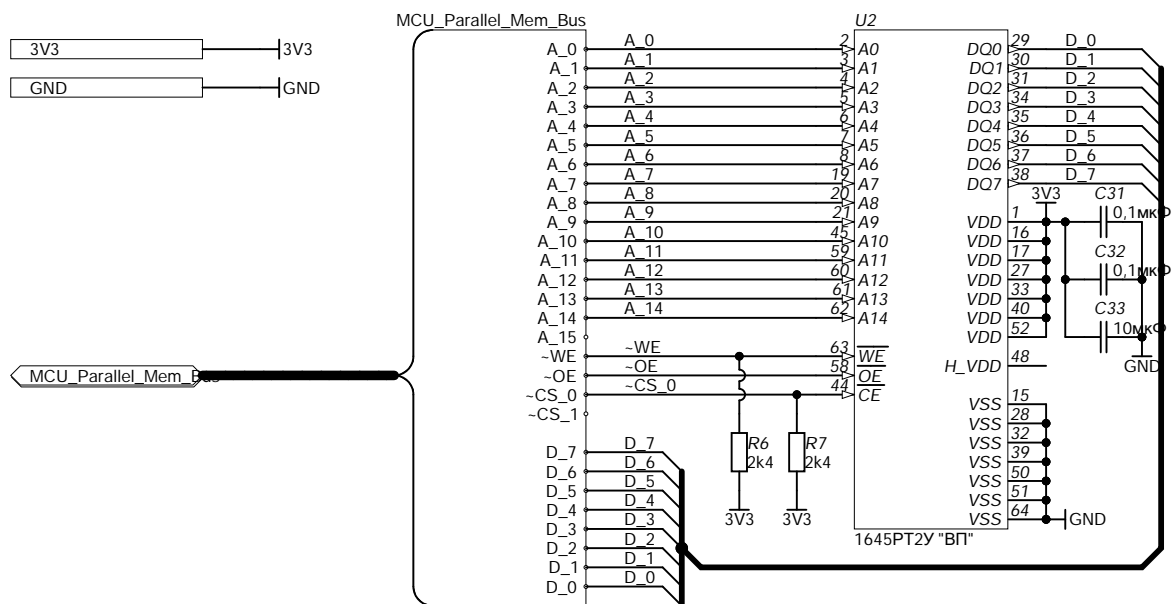 MCU_Parallel_Mem_Bus
U2
3V3
3V3
GND
GND
MCU_Parallel_Mem_Bus
A_0
A_1
A_2
A_3
A_4
A_5
A_6
A_7
A_8
A_9
A_10
A_11
A_12
A_13
A_14
A_15
~WE
~OE
~CS_0
~CS_1
D_7
D_6
D_5
D_4
D_3
D_2
D_1
D_0
A_0
A_1
A_2
A_3
A_4
A_5
A_6
A_7
A_8
A_9
A_10
A_11
A_12
A_13
A_14
~WE
~OE
~CS_0
D_7
D_6
D_5
D_4
D_3
D_2
D_1
D_0
R6
2k4
3V3
R7
2k4
3V3
2 A0
3 A1
4 A2
5 A3
6 A4
7 A5
8 A6
19 A7
20 A8
21 A9
45 A10
59 A11
60 A12
61 A13
62 A14
63 WE
58 OE
44 CE
DQ0 29 D_0
DQ1 30 D_1
DQ2 31 D_2
DQ3 34 D_3
DQ4 35 D_4
DQ5 36 D_5
DQ6 37 D_6
DQ7 38 D_7
3V3
VDD 1
VDD 16
VDD 17
VDD 27
VDD 33
VDD 40
VDD 52
H_VDD 48
VSS 15
VSS 28
VSS 32
VSS 39
VSS 50
VSS 51
VSS 64
GND
C31
0,1мкФ
C32
0,1мкФ
C33
10мкФ
GND
1645РТ2У "ВП"